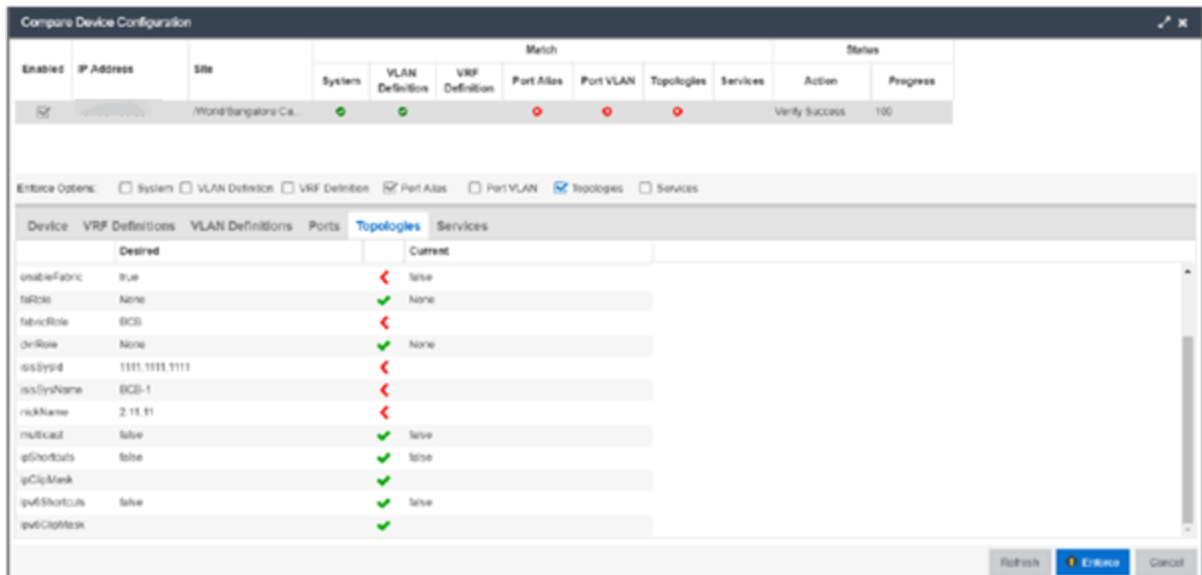 Compare Device Configuration
Match Status
Enabled IP Address Site System VLAN Definition VRF Definition Port Alias Port VLAN Topologies Services Action Progress
/World/Bangalore Ca... Verify Success 100
Enforce Options: System VLAN Definition VRF Definition Port Alias Port VLAN Topologies Services
Device VRF Definitions VLAN Definitions Ports Topologies Services
Desired Current
enableFabric true false
faRole None None
fabricRole BCB
dvrRole None None
isisSysId 1111.1111.1111
isisSysName BCB-1
nickName 2.11.11
multicast false false
ipShortcuts false false
ipClipMask
ipv6Shortcuts false false
ipv6ClipMask
Refresh Enforce Cancel